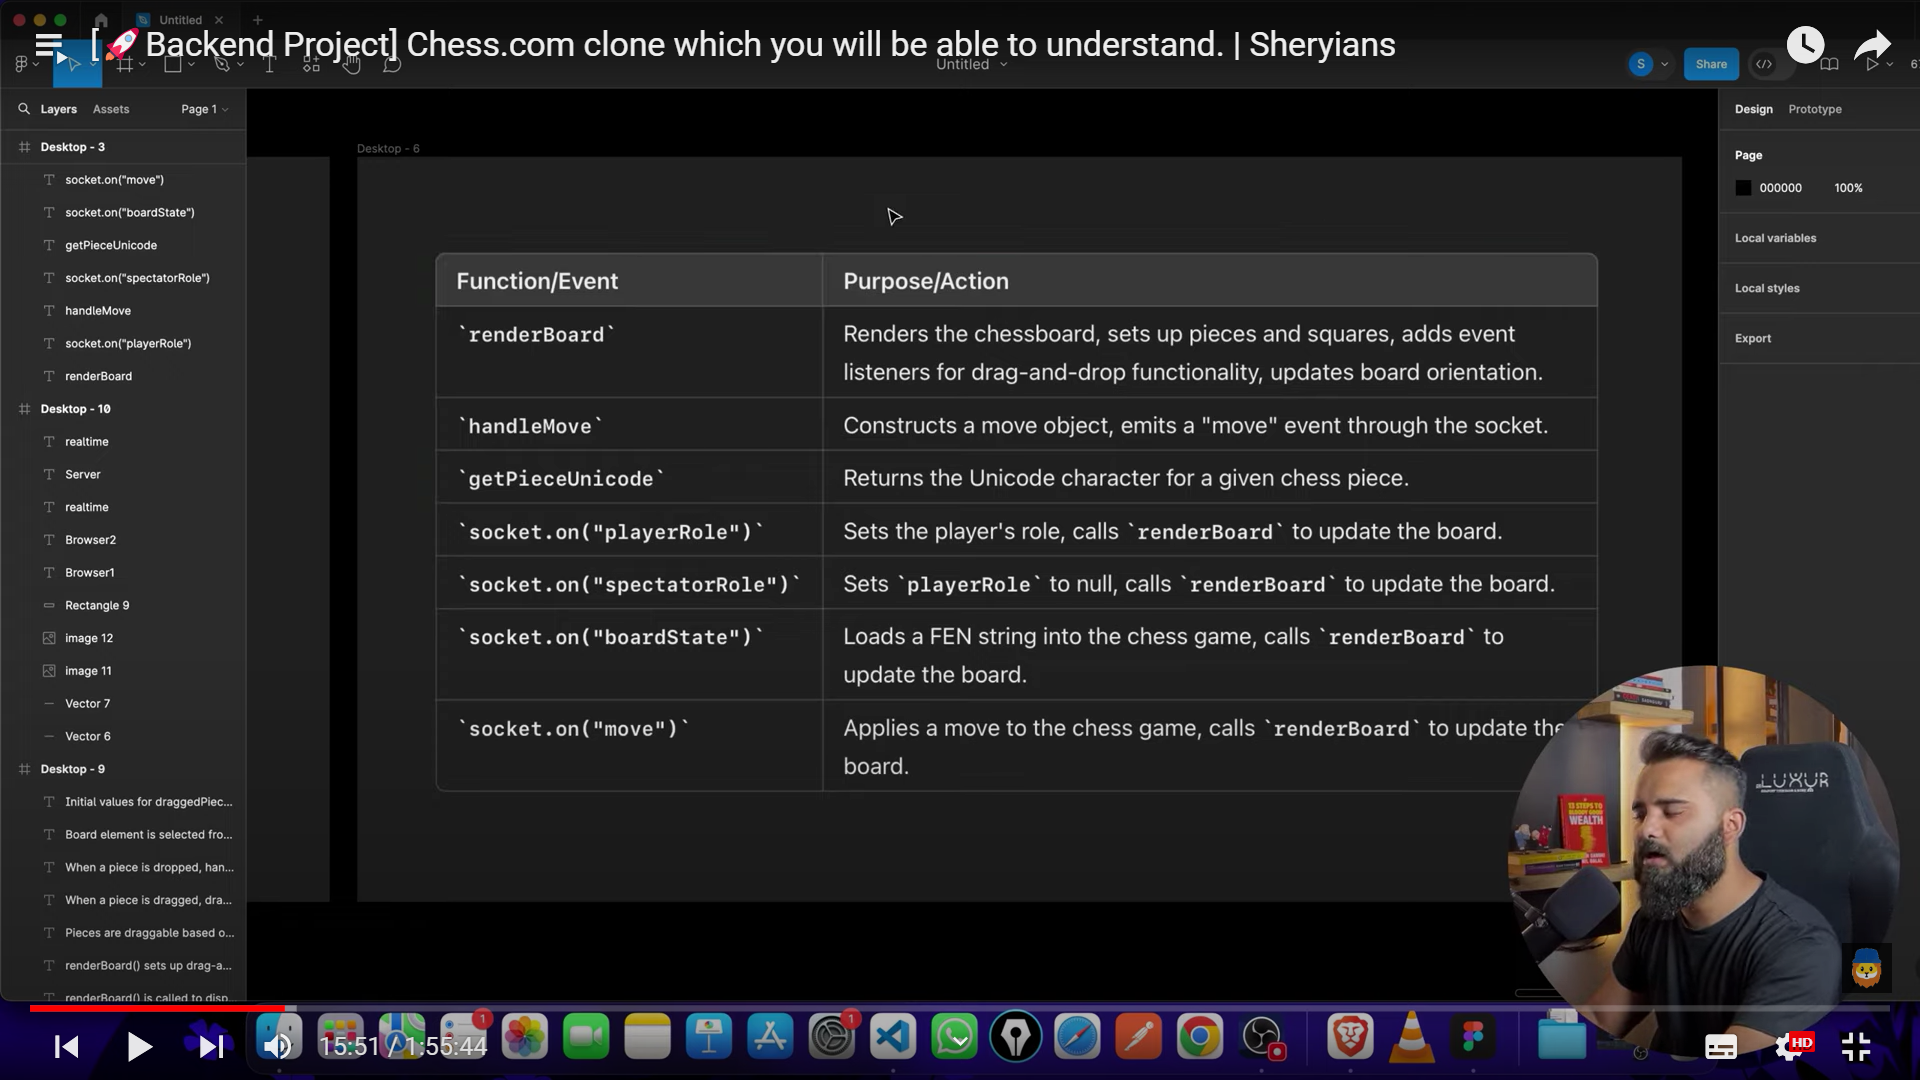 Untitled
[🚀Backend Project] Chess.com clone which you will be able to understand. | Sheryians
Untitled
S
Share
Layers
Assets
Page 1
Desktop - 3
socket.on("move")
socket.on("boardState")
getPieceUnicode
socket.on("spectatorRole")
handleMove
socket.on("playerRole")
renderBoard
Desktop - 10
realtime
Server
realtime
Browser2
Browser1
Rectangle 9
image 12
image 11
Vector 7
Vector 6
Desktop - 9
Initial values for draggedPiec...
Board element is selected fro...
When a piece is dropped, han...
When a piece is dragged, dra...
Pieces are draggable based o...
renderBoard() sets up drag-a...
renderBoard() is called to disp...
Desktop - 6
Function/Event
Purpose/Action
`renderBoard`
Renders the chessboard, sets up pieces and squares, adds event
listeners for drag-and-drop functionality, updates board orientation.
`handleMove`
Constructs a move object, emits a "move" event through the socket.
`getPieceUnicode`
Returns the Unicode character for a given chess piece.
`socket.on("playerRole")`
Sets the player's role, calls `renderBoard` to update the board.
`socket.on("spectatorRole")`
Sets `playerRole` to null, calls `renderBoard` to update the board.
`socket.on("boardState")`
Loads a FEN string into the chess game, calls `renderBoard` to
update the board.
`socket.on("move")`
Applies a move to the chess game, calls `renderBoard` to update the
board.
Design
Prototype
Page
000000
100%
Local variables
Local styles
Export
LUXUR
WEALTH
1
1
15:51 / 1:55:44
HD